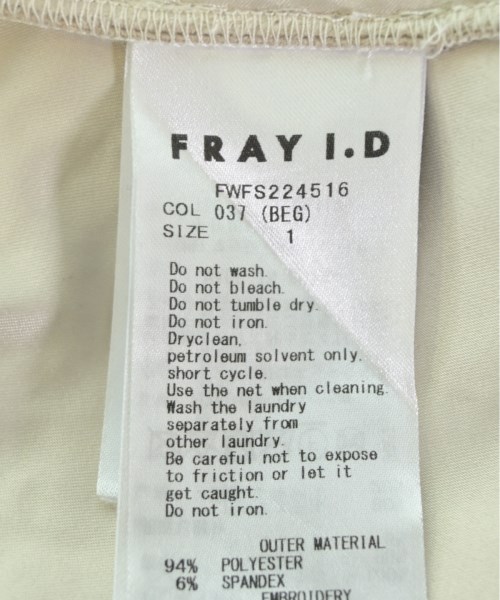 FRAY I.D
FWFS224516
COL 037 (BEG)
SIZE 1
Do not wash.
Do not bleach.
Do not tumble dry.
Do not iron.
Dryclean,
petroleum solvent only.
short cycle.
Use the net when cleaning.
Wash the laundry
separately from
other laundry.
Be careful not to expose
to friction or let it
get caught.
Do not iron.
OUTER MATERIAL
94% POLYESTER
6% SPANDEX
EMBROIDERY